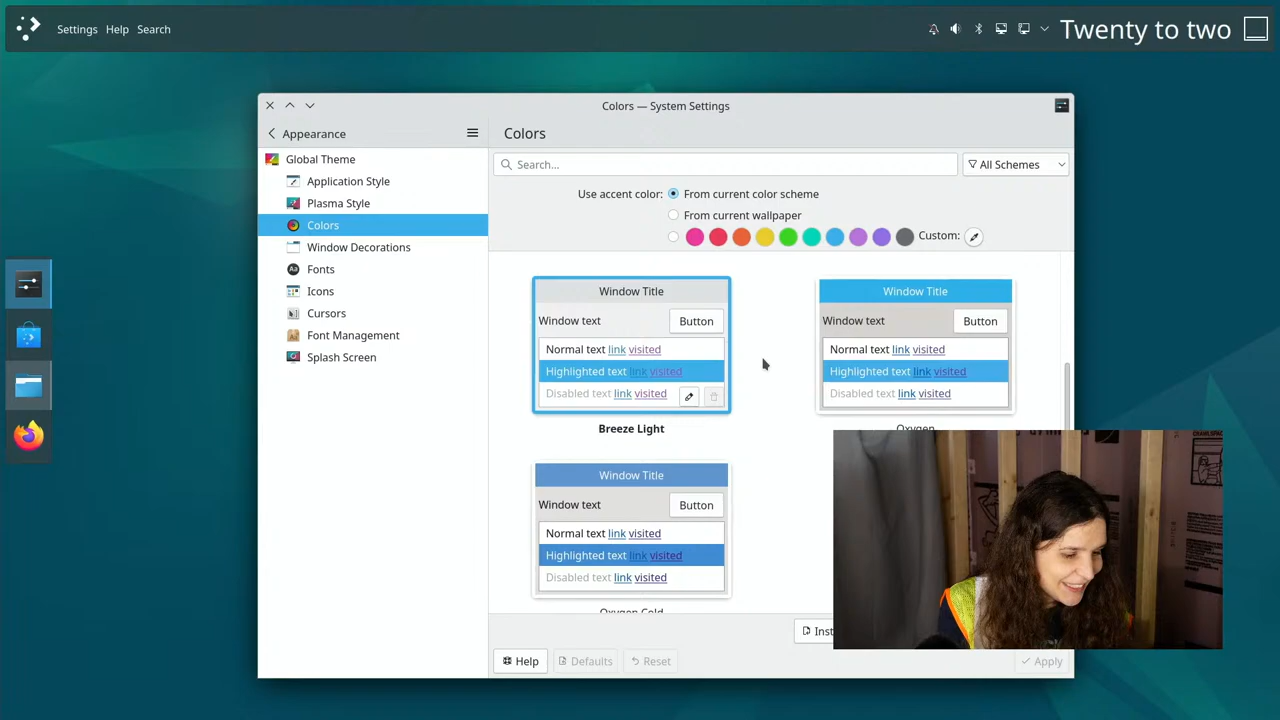 Settings Help Search
Twenty to two
Colors — System Settings
Appearance
Colors
Global Theme
Application Style
Plasma Style
Colors
Window Decorations
Fonts
Icons
Cursors
Font Management
Splash Screen
Search...
All Schemes
Use accent color: From current color scheme
From current wallpaper
Custom:
Window Title
Window text Button
Normal text link visited
Highlighted text link visited
Disabled text link visited
Breeze Light
Window Title
Window text Button
Normal text link visited
Highlighted text link visited
Disabled text link visited
Oxygen
Window Title
Window text Button
Normal text link visited
Highlighted text link visited
Disabled text link visited
Oxygen Cold
Inst
Help Defaults Reset Apply